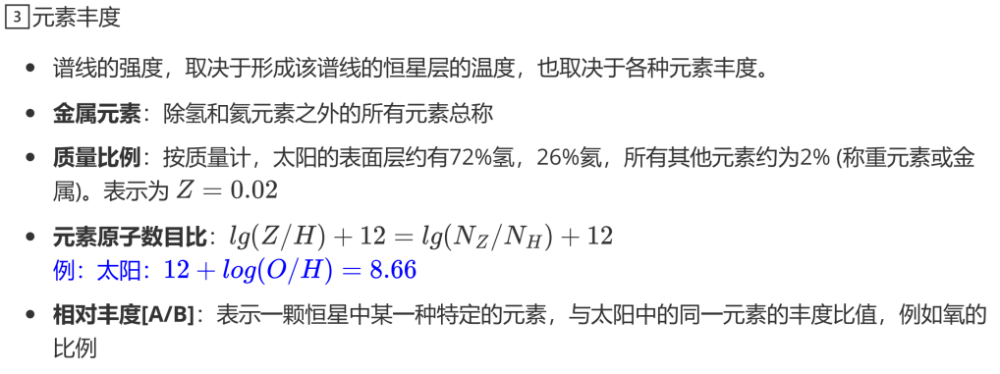 3 元素丰度
• 谱线的强度，取决于形成该谱线的恒星层的温度，也取决于各种元素丰度。
• 金属元素：除氢和氦元素之外的所有元素总称
• 质量比例：按质量计，太阳的表面层约有72%氢，26%氦，所有其他元素约为2% (称重元素或金
属)。表示为 Z = 0.02
• 元素原子数目比：lg(Z/H) + 12 = lg(N_Z/N_H) + 12
例：太阳：12 + log(O/H) = 8.66
• 相对丰度[A/B]：表示一颗恒星中某一种特定的元素，与太阳中的同一元素的丰度比值，例如氧的
比例